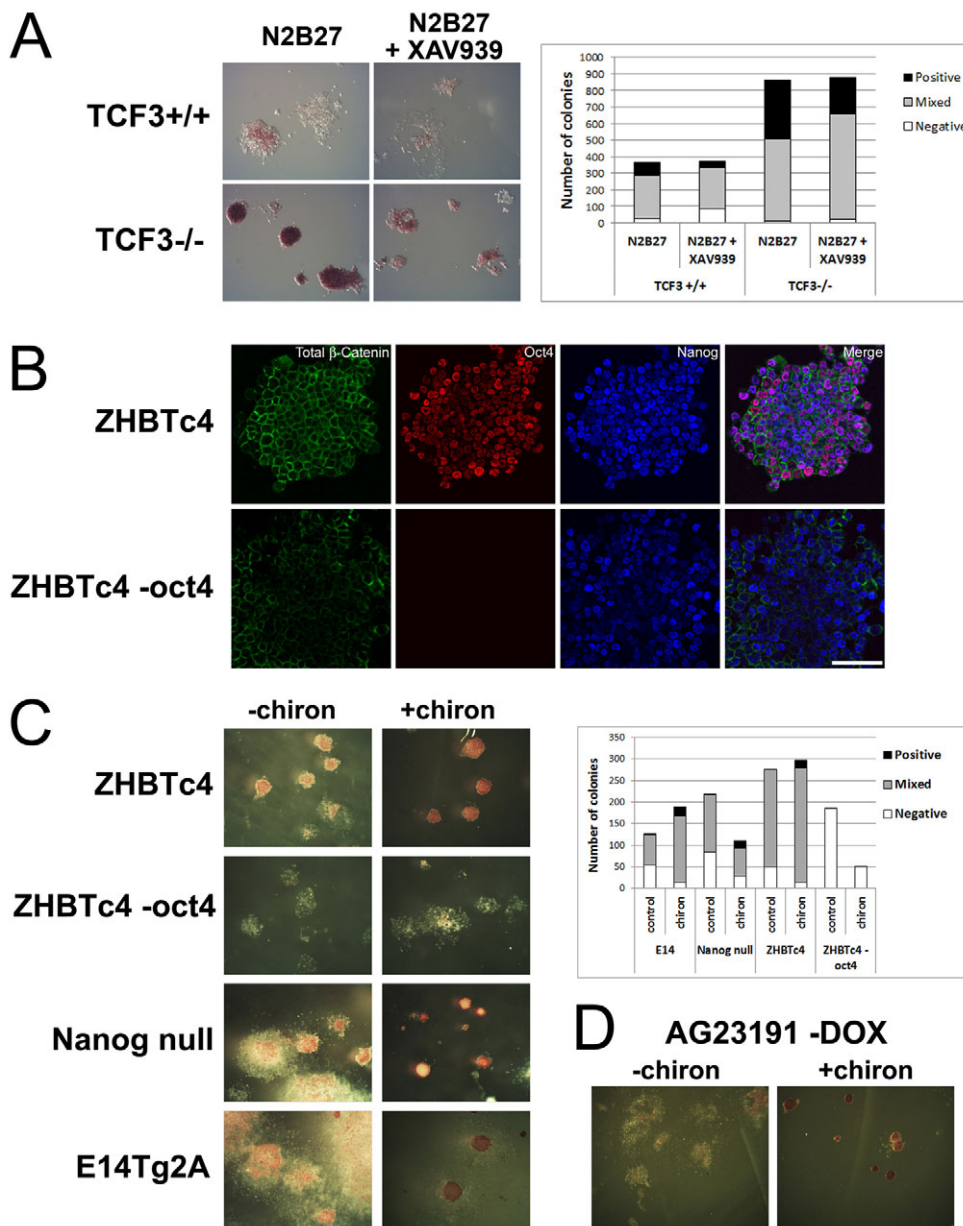 A
N2B27
N2B27
+ XAV939
TCF3+/+
TCF3-/-
Number of colonies
1000
900
800
700
600
500
400
300
200
100
0
N2B27
N2B27 +
XAV939
N2B27
N2B27 +
XAV939
TCF3 +/+
TCF3-/-
Positive
Mixed
Negative
B
Total β-Catenin
Oct4
Nanog
Merge
ZHBTc4
ZHBTc4 -oct4
C
-chiron
+chiron
ZHBTc4
ZHBTc4 -oct4
Nanog null
E14Tg2A
Number of colonies
350
300
250
200
150
100
50
0
control
chiron
control
chiron
control
chiron
control
chiron
E14
Nanog null
ZHBTc4
ZHBTc4 -
oct4
Positive
Mixed
Negative
D
AG23191 -DOX
-chiron
+chiron